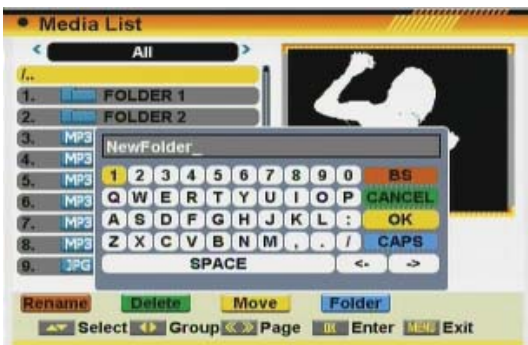 Media List
All
/..
1. FOLDER 1
2. FOLDER 2
3. MP3
4. MP3
5. MP3
6. MP3
7. MP3
8. MP3
9. JPG
NewFolder_
1 2 3 4 5 6 7 8 9 0 BS
Q W E R T Y U I O P CANCEL
A S D F G H J K L : OK
Z X C V B N M , . / CAPS
SPACE <- ->
Rename Delete Move Folder
Select Group Page OK Enter MENU Exit